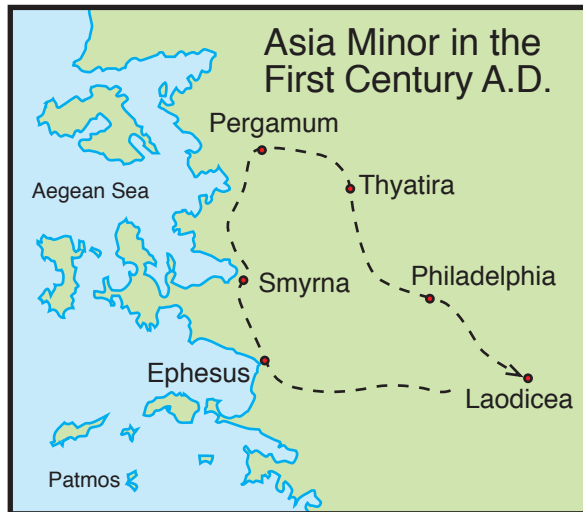 Asia Minor in the
First Century A.D.
Pergamum
Aegean Sea
Thyatira
Smyrna
Philadelphia
Ephesus
Laodicea
Patmos